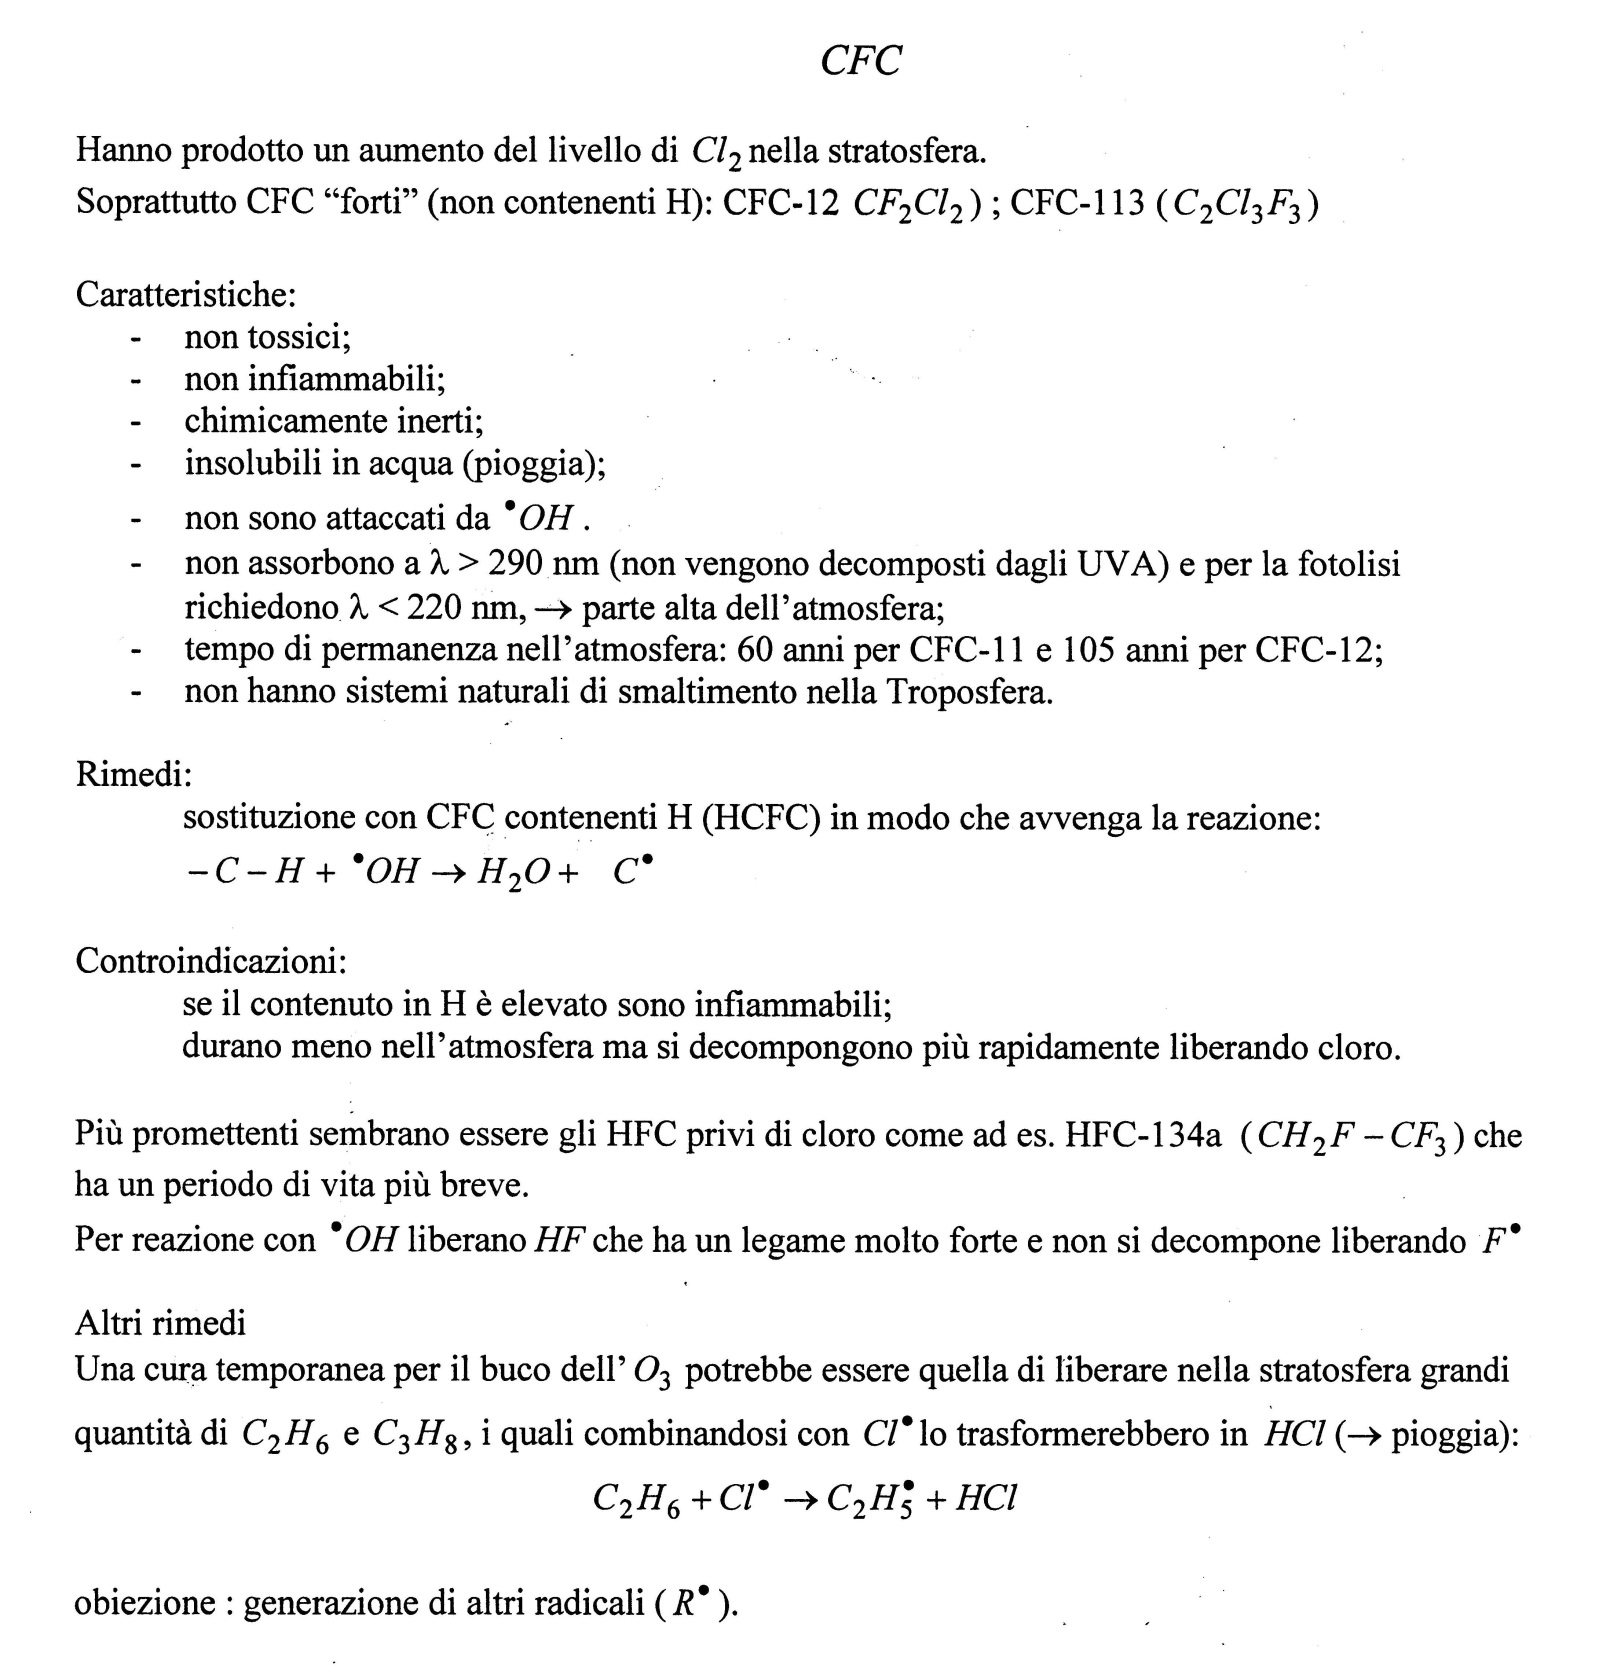 CFC
Hanno prodotto un aumento del livello di Cl₂ nella stratosfera.
Soprattutto CFC “forti” (non contenenti H): CFC-12 CF₂Cl₂) ; CFC-113 (C₂Cl₃F₃)
Caratteristiche:
- non tossici;
- non infiammabili;
- chimicamente inerti;
- insolubili in acqua (pioggia);
- non sono attaccati da •OH .
- non assorbono a λ > 290 nm (non vengono decomposti dagli UVA) e per la fotolisi
richiedono λ < 220 nm, → parte alta dell’atmosfera;
- tempo di permanenza nell’atmosfera: 60 anni per CFC-11 e 105 anni per CFC-12;
- non hanno sistemi naturali di smaltimento nella Troposfera.
Rimedi:
sostituzione con CFC contenenti H (HCFC) in modo che avvenga la reazione:
– C – H + •OH → H₂O + C•
Controindicazioni:
se il contenuto in H è elevato sono infiammabili;
durano meno nell’atmosfera ma si decompongono più rapidamente liberando cloro.
Più promettenti sembrano essere gli HFC privi di cloro come ad es. HFC-134a (CH₂F – CF₃) che
ha un periodo di vita più breve.
Per reazione con •OH liberano HF che ha un legame molto forte e non si decompone liberando F•
Altri rimedi
Una cura temporanea per il buco dell’ O₃ potrebbe essere quella di liberare nella stratosfera grandi
quantità di C₂H₆ e C₃H₈, i quali combinandosi con Cl• lo trasformerebbero in HCl (→ pioggia):
C₂H₆ + Cl• → C₂H₅• + HCl
obiezione : generazione di altri radicali ( R• ).